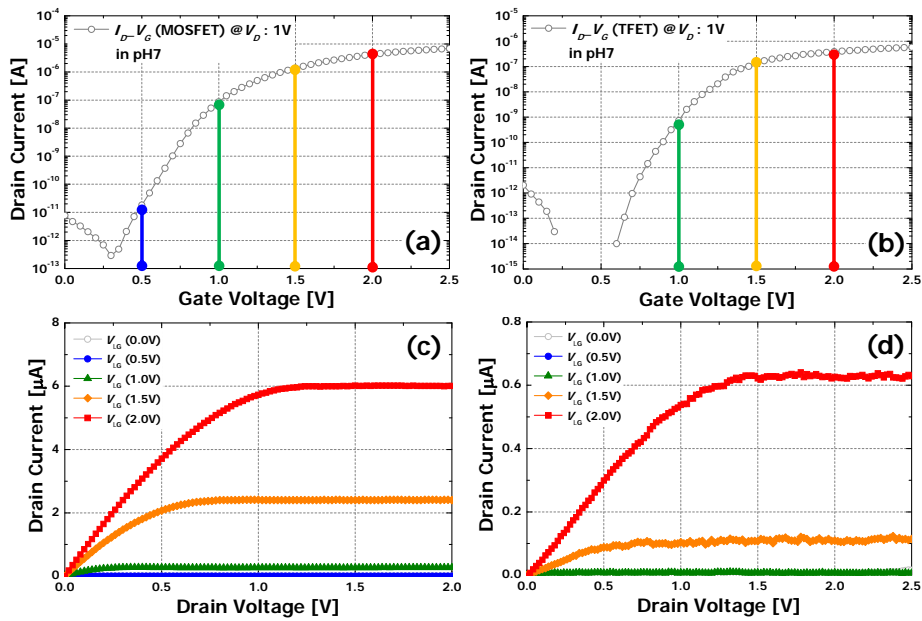 I_D_V_G (MOSFET) @ V_D : 1V
in pH7
10⁻⁵
10⁻⁴
10⁻⁵
10⁻⁶
10⁻⁷
10⁻⁸
10⁻⁹
10⁻¹⁰
10⁻¹¹
10⁻¹²
10⁻¹³
Drain Current [A]
0.0 0.5 1.0 1.5 2.0 2.5
Gate Voltage [V]
(a)
I_D_V_G (TFET) @ V_D : 1V
in pH7
10⁻⁵
10⁻⁶
10⁻⁷
10⁻⁸
10⁻⁹
10⁻¹⁰
10⁻¹¹
10⁻¹²
10⁻¹³
10⁻¹⁴
10⁻¹⁵
Drain Current [A]
0.0 0.5 1.0 1.5 2.0 2.5
Gate Voltage [V]
(b)
V_LG (0.0V)
V_LG (0.5V)
V_LG (1.0V)
V_LG (1.5V)
V_LG (2.0V)
(c)
8
6
4
2
0
Drain Current [µA]
0.0 0.5 1.0 1.5 2.0
Drain Voltage [V]
V_LG (0.0V)
V_LG (0.5V)
V_LG (1.0V)
V_LG (1.5V)
V_LG (2.0V)
(d)
0.8
0.6
0.4
0.2
0.0
Drain Current [µA]
0.0 0.5 1.0 1.5 2.0 2.5
Drain Voltage [V]